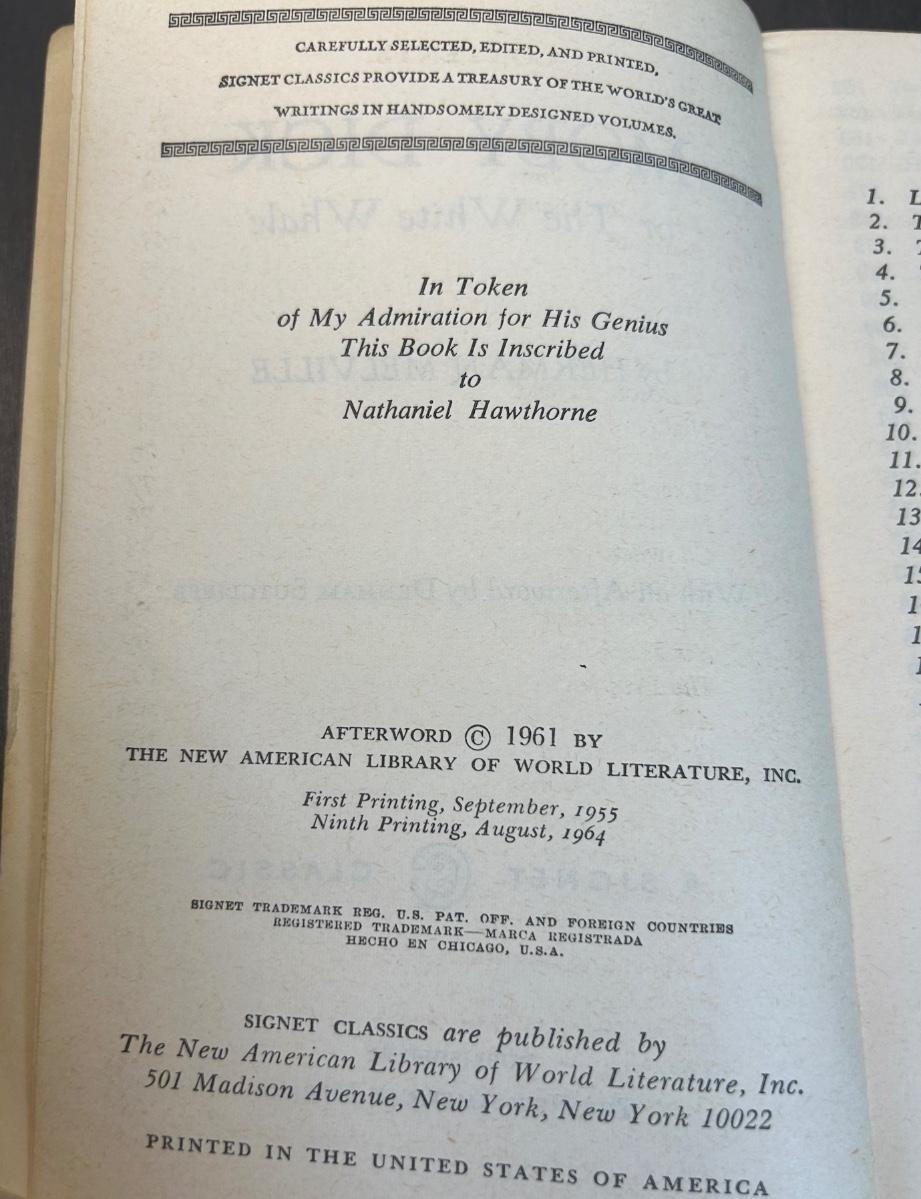 CAREFULLY SELECTED, EDITED, AND PRINTED,
SIGNET CLASSICS PROVIDE A TREASURY OF THE WORLD'S GREAT
WRITINGS IN HANDSOMELY DESIGNED VOLUMES.
In Token
of My Admiration for His Genius
This Book Is Inscribed
to
Nathaniel Hawthorne
AFTERWORD © 1961 BY
THE NEW AMERICAN LIBRARY OF WORLD LITERATURE, INC.
First Printing, September, 1955
Ninth Printing, August, 1964
SIGNET TRADEMARK REG. U.S. PAT. OFF. AND FOREIGN COUNTRIES
REGISTERED TRADEMARK—MARCA REGISTRADA
HECHO EN CHICAGO, U.S.A.
SIGNET CLASSICS are published by
The New American Library of World Literature, Inc.
501 Madison Avenue, New York, New York 10022
PRINTED IN THE UNITED STATES OF AMERICA
1. L
2. T
3.
4.
5.
6.
7.
8.
9.
10.
11.
12.
13
14